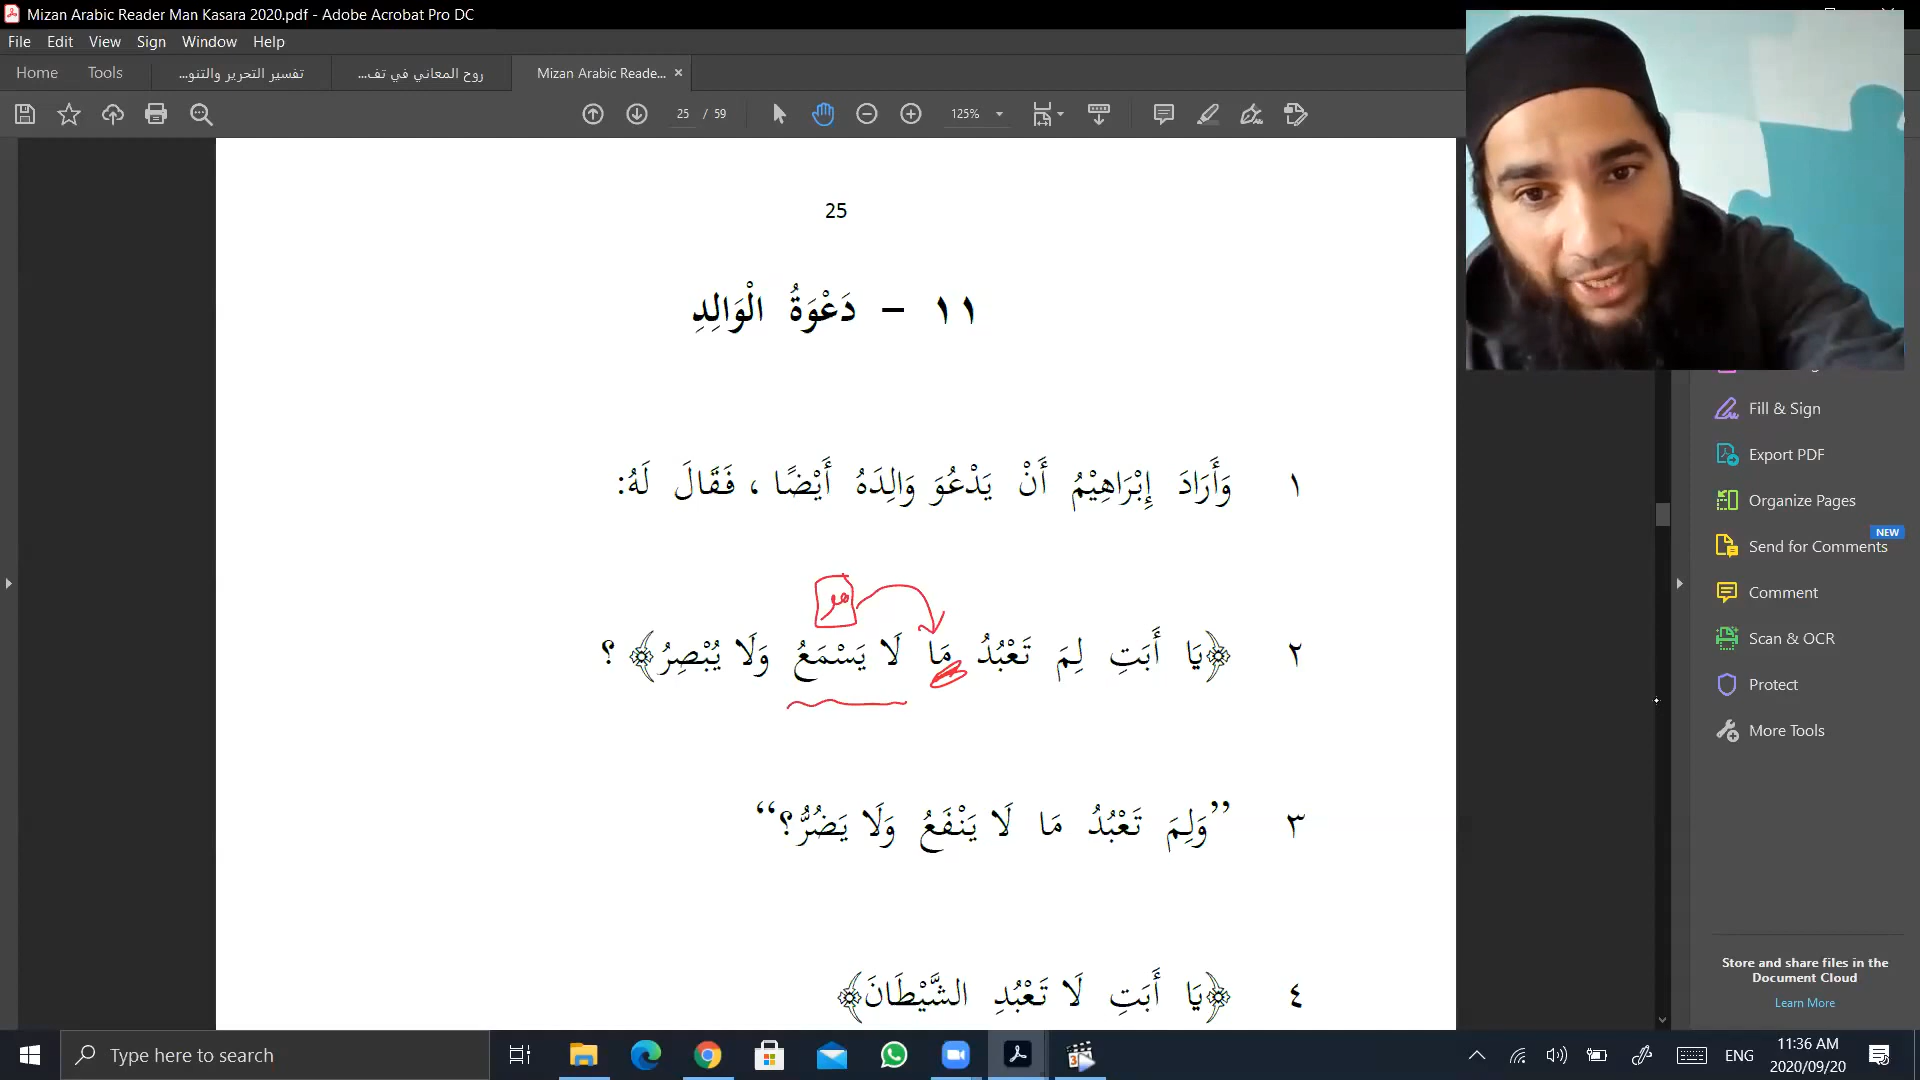 Mizan Arabic Reader Man Kasara 2020.pdf - Adobe Acrobat Pro DC
File Edit View Sign Window Help
Home Tools تفسير التحرير والتنو... روح المعاني في تف... Mizan Arabic Reade... ×
25 / 59 125%
25
١١ – دَعْوَةُ الْوَالِدِ
١ وَأَرَادَ إِبْرَاهِيْمُ أَنْ يَدْعُوَ وَالِدَهُ أَيْضًا ، فَقَالَ لَهُ:
هو
٢ ﴿يَا أَبَتِ لِمَ تَعْبُدُ مَا لَا يَسْمَعُ وَلَا يُبْصِرُ﴾ ؟
٣ ”وَلِمَ تَعْبُدُ مَا لَا يَنْفَعُ وَلَا يَضُرُّ؟“
٤ ﴿يَا أَبَتِ لَا تَعْبُدِ الشَّيْطَانَ﴾
Fill & Sign
Export PDF
Organize Pages
NEW
Send for Comments
Comment
Scan & OCR
Protect
More Tools
Store and share files in the
Document Cloud
Learn More
Type here to search
ENG
11:36 AM
2020/09/20